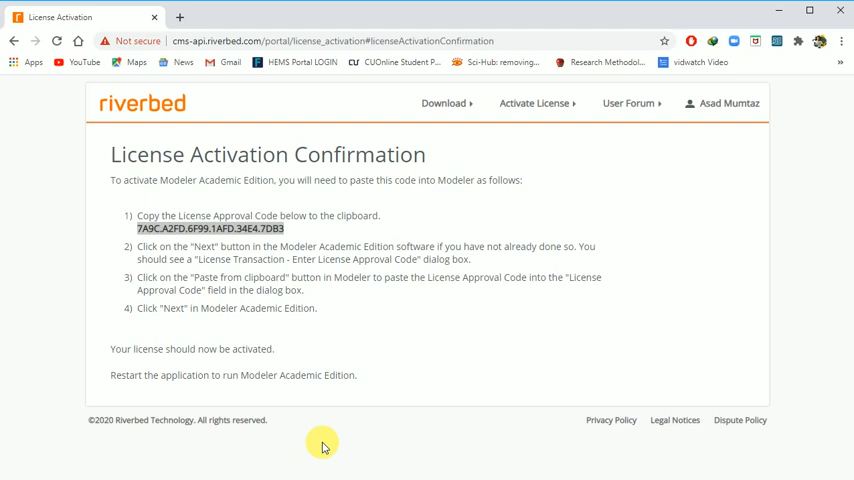 License Activation
Not secure
cms-api.riverbed.com/portal/license_activation#licenseActivationConfirmation
Apps
YouTube
Maps
News
Gmail
HEMS Portal LOGIN
CUOnline Student P...
Sci-Hub: removing...
Research Methodol...
vidwatch Video
»
riverbed
Download
Activate License
User Forum
Asad Mumtaz
License Activation Confirmation
To activate Modeler Academic Edition, you will need to paste this code into Modeler as follows:
1) Copy the License Approval Code below to the clipboard.
7A9C.A2FD.6F99.1AFD.34E4.7DB3
2) Click on the "Next" button in the Modeler Academic Edition software if you have not already done so. You
should see a "License Transaction - Enter License Approval Code" dialog box.
3) Click on the "Paste from clipboard" button in Modeler to paste the License Approval Code into the "License
Approval Code" field in the dialog box.
4) Click "Next" in Modeler Academic Edition.
Your license should now be activated.
Restart the application to run Modeler Academic Edition.
©2020 Riverbed Technology. All rights reserved.
Privacy Policy
Legal Notices
Dispute Policy